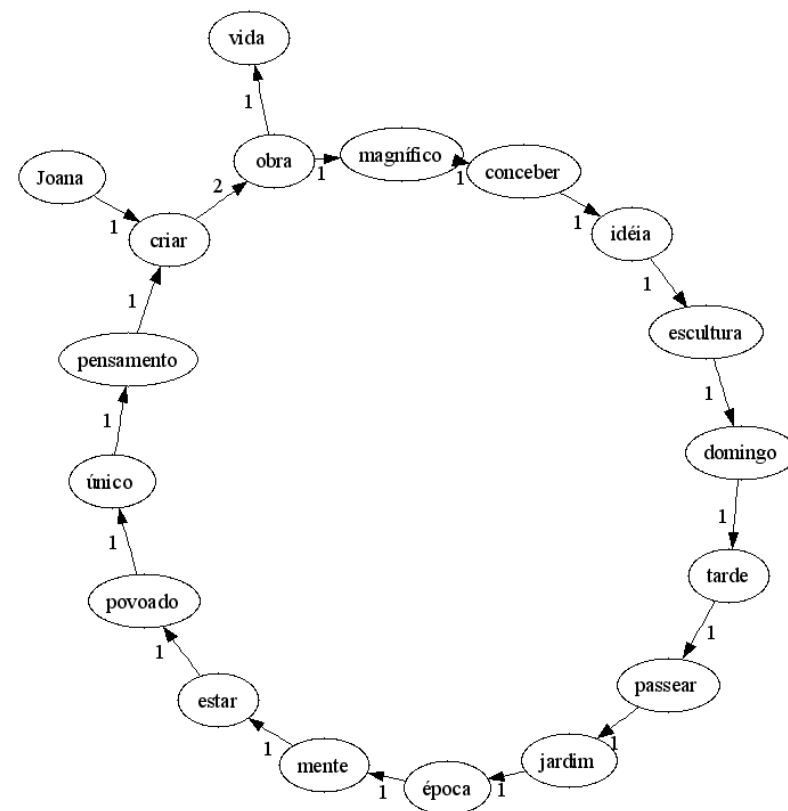 vida
1
obra
1
magnífico
1
conceber
Joana
2
1
1
idéia
criar
1
1
escultura
pensamento
1
1
domingo
único
1
1
tarde
povoado
1
1
passear
estar
1
1
jardim
mente
1
época
1